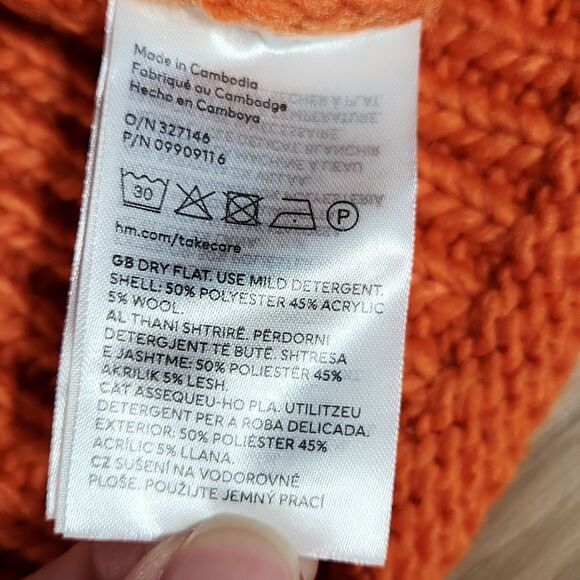 Made in Cambodia
Fabriqué au Cambodge
Hecho en Camboya
O/N 327146
P/N 0990911 6
30
P
hm.com/takecare
GB DRY FLAT. USE MILD DETERGENT.
SHELL: 50% POLYESTER 45% ACRYLIC
5% WOOL.
AL THANI SHTRIRË. PËRDORNI
DETERGJENT TË BUTË. SHTRESA
E JASHTME: 50% POLIESTER 45%
AKRILIK 5% LESH.
CAT ASSEQUEU-HO PLA. UTILITZEU
DETERGENT PER A ROBA DELICADA.
EXTERIOR: 50% POLIÈSTER 45%
ACRÍLIC 5% LLANA.
CZ SUŠENÍ NA VODOROVNÉ
PLOŠE. POUŽIJTE JEMNÝ PRACÍ